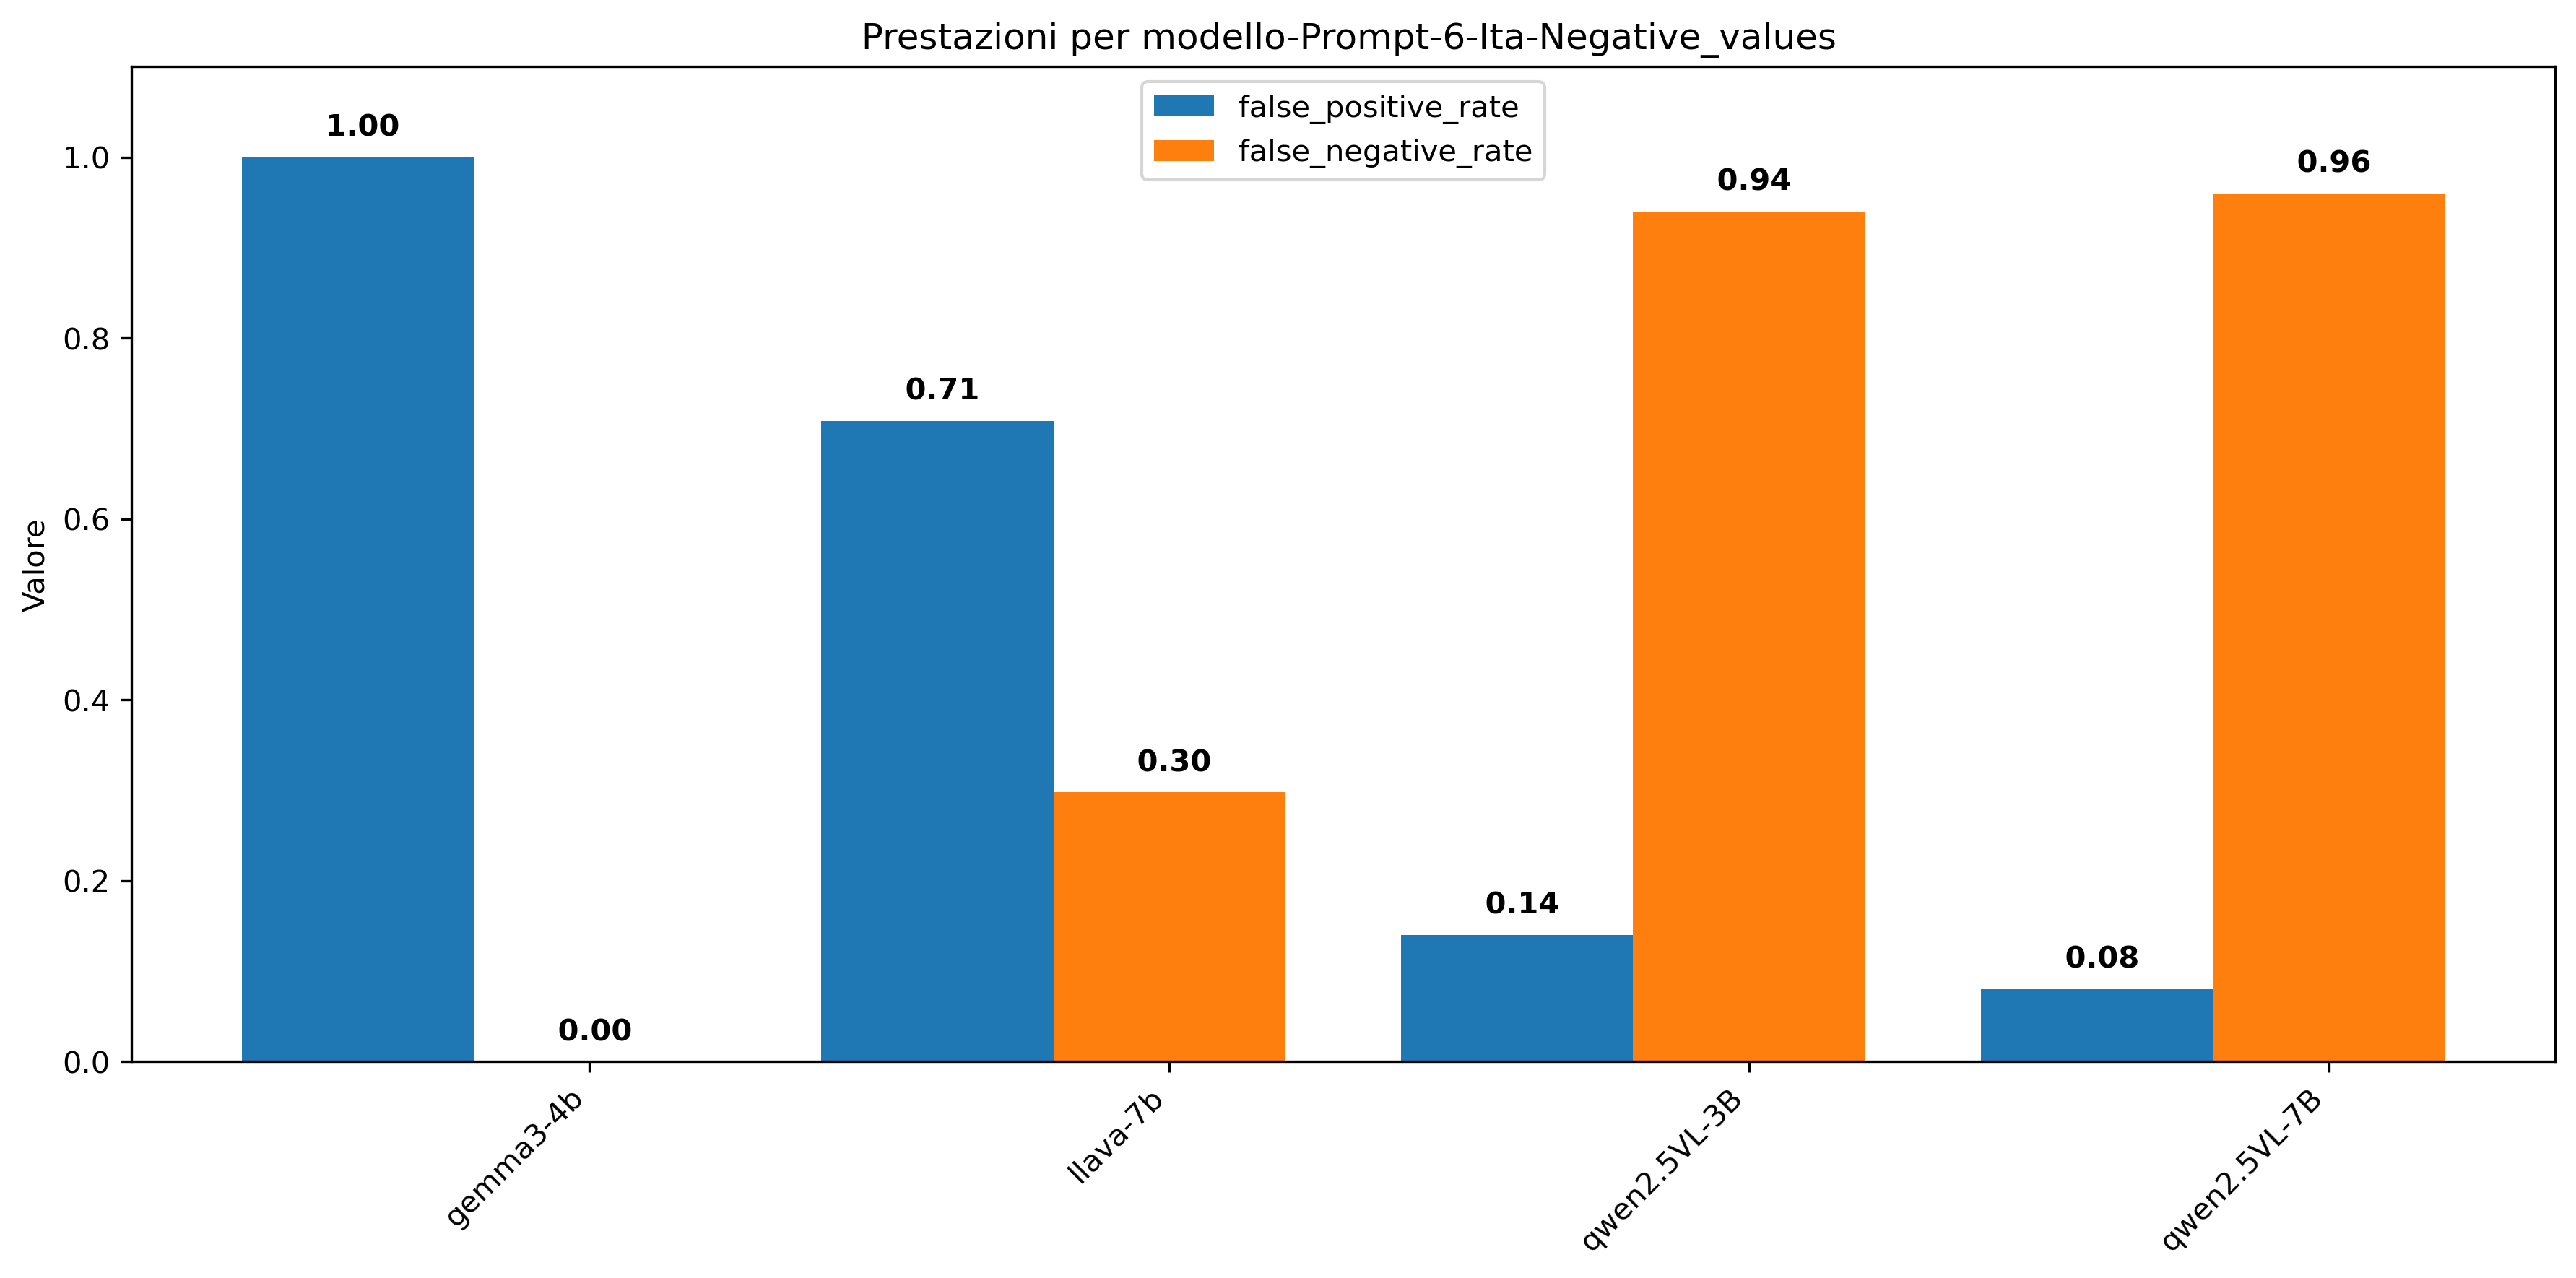 Prestazioni per modello-Prompt-6-Ita-Negative_values
false_positive_rate
false_negative_rate
Valore
1.0
0.8
0.6
0.4
0.2
0.0
1.00
0.00
0.71
0.30
0.14
0.94
0.08
0.96
gemma3-4b
llava-7b
qwen2.5VL-3B
qwen2.5VL-7B